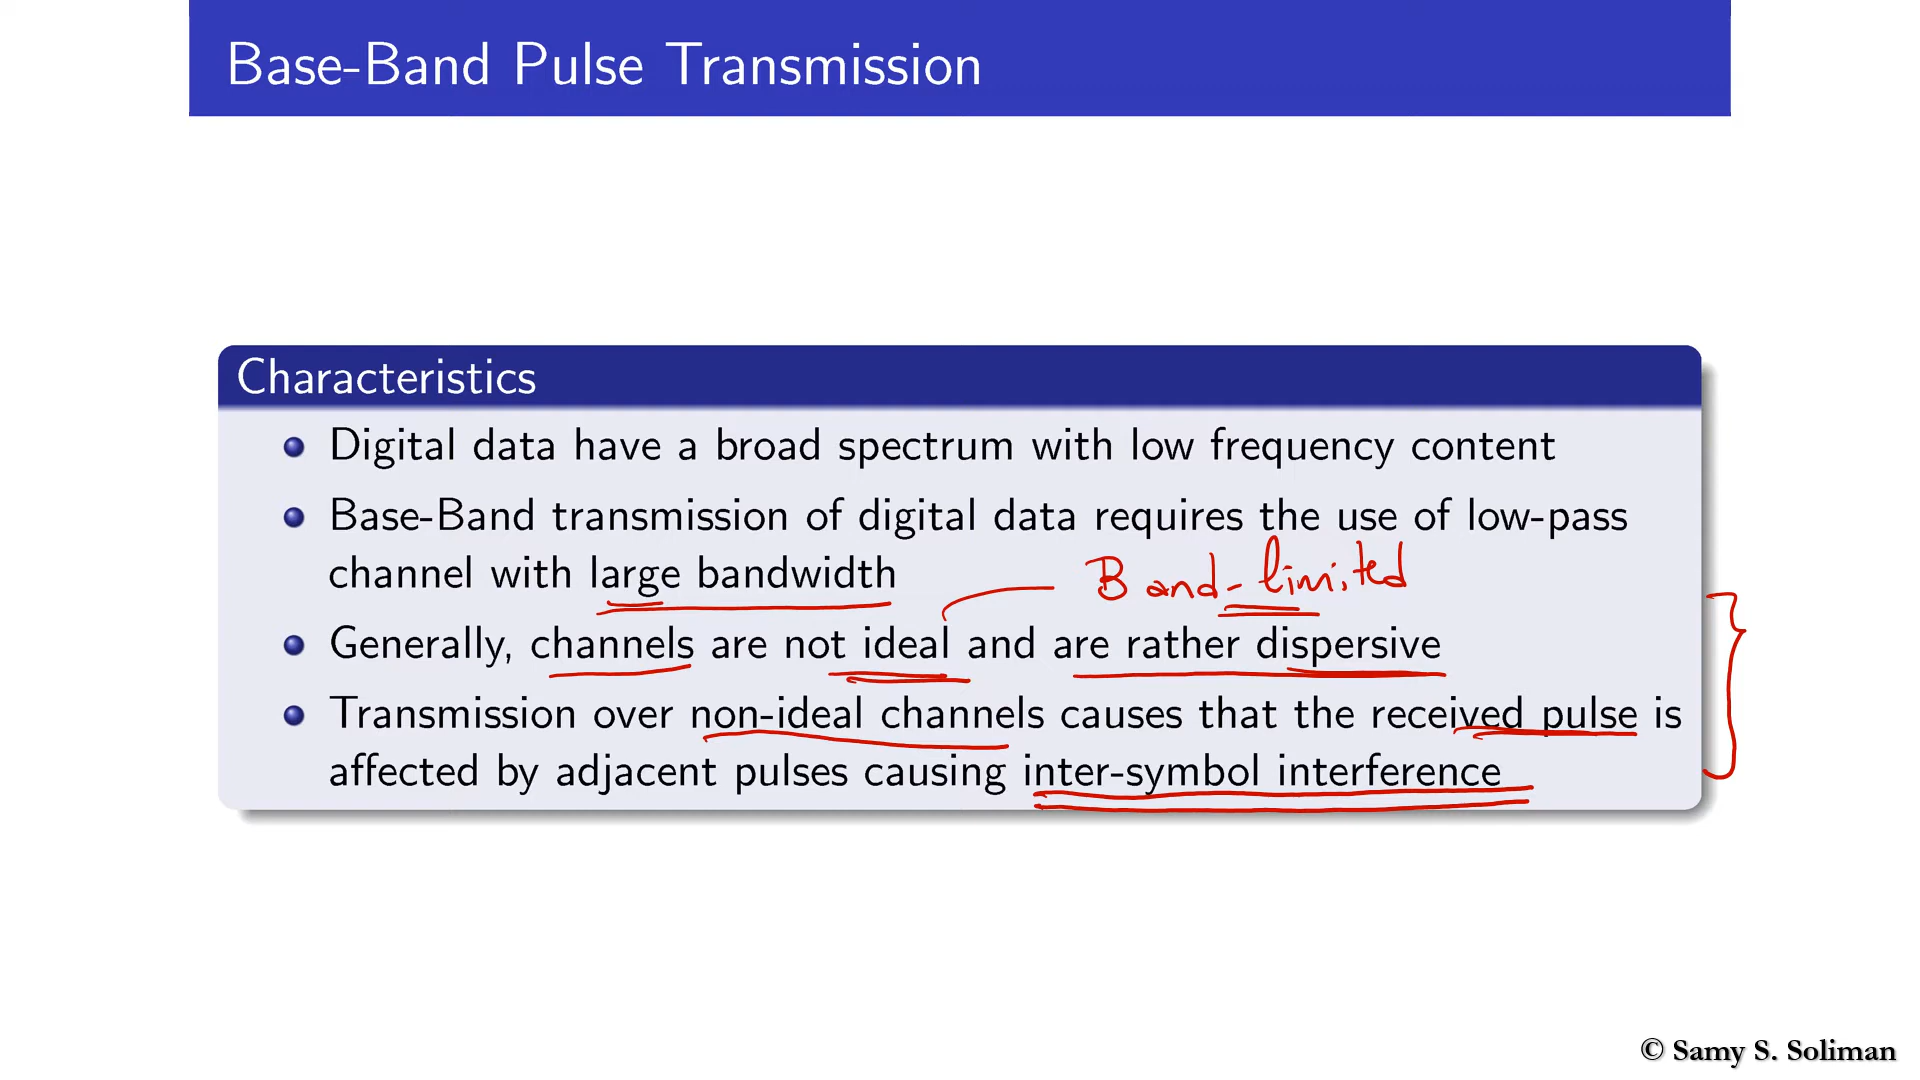 Base-Band Pulse Transmission
Characteristics
Digital data have a broad spectrum with low frequency content
Base-Band transmission of digital data requires the use of low-pass
channel with large bandwidth
Band-limited
Generally, channels are not ideal and are rather dispersive
Transmission over non-ideal channels causes that the received pulse is
affected by adjacent pulses causing inter-symbol interference
© Samy S. Soliman